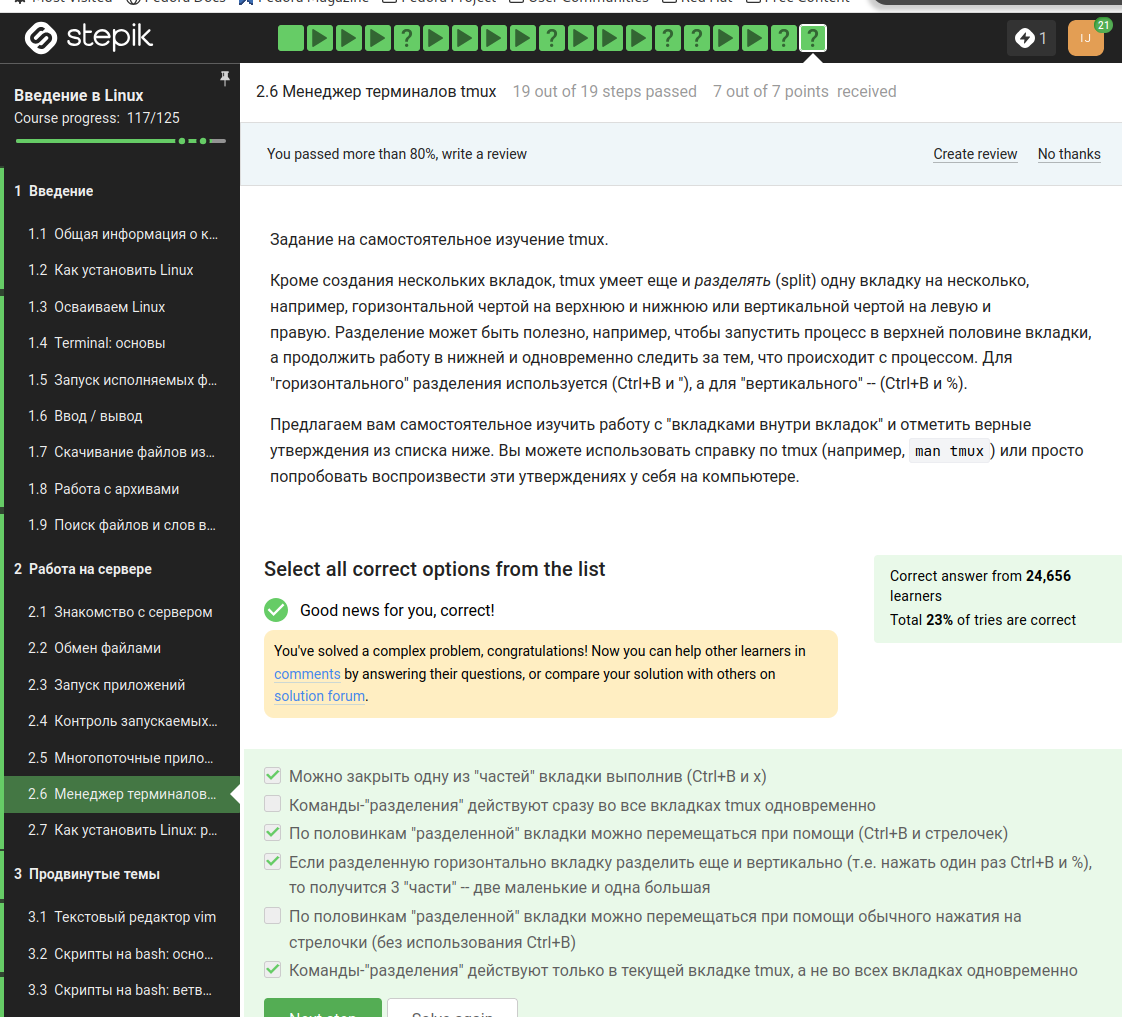 Most Visited Fedora Docs Fedora Magazine Fedora Project User Communities Red Hat Free Content
stepik
1
IJ
21
Введение в Linux
Course progress: 117/125
2.6 Менеджер терминалов tmux 19 out of 19 steps passed 7 out of 7 points received
You passed more than 80%, write a review
Create review
No thanks
1 Введение
1.1 Общая информация о к...
1.2 Как установить Linux
1.3 Осваиваем Linux
1.4 Terminal: основы
1.5 Запуск исполняемых ф...
1.6 Ввод / вывод
1.7 Скачивание файлов из...
1.8 Работа с архивами
1.9 Поиск файлов и слов в...
2 Работа на сервере
2.1 Знакомство с сервером
2.2 Обмен файлами
2.3 Запуск приложений
2.4 Контроль запускаемых...
2.5 Многопоточные прило...
2.6 Менеджер терминалов...
2.7 Как установить Linux: р...
3 Продвинутые темы
3.1 Текстовый редактор vim
3.2 Скрипты на bash: осно...
3.3 Скрипты на bash: ветв...
Задание на самостоятельное изучение tmux.
Кроме создания нескольких вкладок, tmux умеет еще и разделять (split) одну вкладку на несколько,
например, горизонтальной чертой на верхнюю и нижнюю или вертикальной чертой на левую и
правую. Разделение может быть полезно, например, чтобы запустить процесс в верхней половине вкладки,
а продолжить работу в нижней и одновременно следить за тем, что происходит с процессом. Для
"горизонтального" разделения используется (Ctrl+B и "), а для "вертикального" -- (Ctrl+B и %).
Предлагаем вам самостоятельное изучить работу с "вкладками внутри вкладок" и отметить верные
утверждения из списка ниже. Вы можете использовать справку по tmux (например, man tmux ) или просто
попробовать воспроизвести эти утверждениях у себя на компьютере.
Select all correct options from the list
Good news for you, correct!
You've solved a complex problem, congratulations! Now you can help other learners in
comments by answering their questions, or compare your solution with others on
solution forum.
Correct answer from 24,656
learners
Total 23% of tries are correct
Можно закрыть одну из "частей" вкладки выполнив (Ctrl+B и x)
Команды-"разделения" действуют сразу во все вкладках tmux одновременно
По половинкам "разделенной" вкладки можно перемещаться при помощи (Ctrl+B и стрелочек)
Если разделенную горизонтально вкладку разделить еще и вертикально (т.е. нажать один раз Ctrl+B и %),
то получится 3 "части" -- две маленькие и одна большая
По половинкам "разделенной" вкладки можно перемещаться при помощи обычного нажатия на
стрелочки (без использования Ctrl+B)
Команды-"разделения" действуют только в текущей вкладке tmux, а не во всех вкладках одновременно
Next step
Solve again